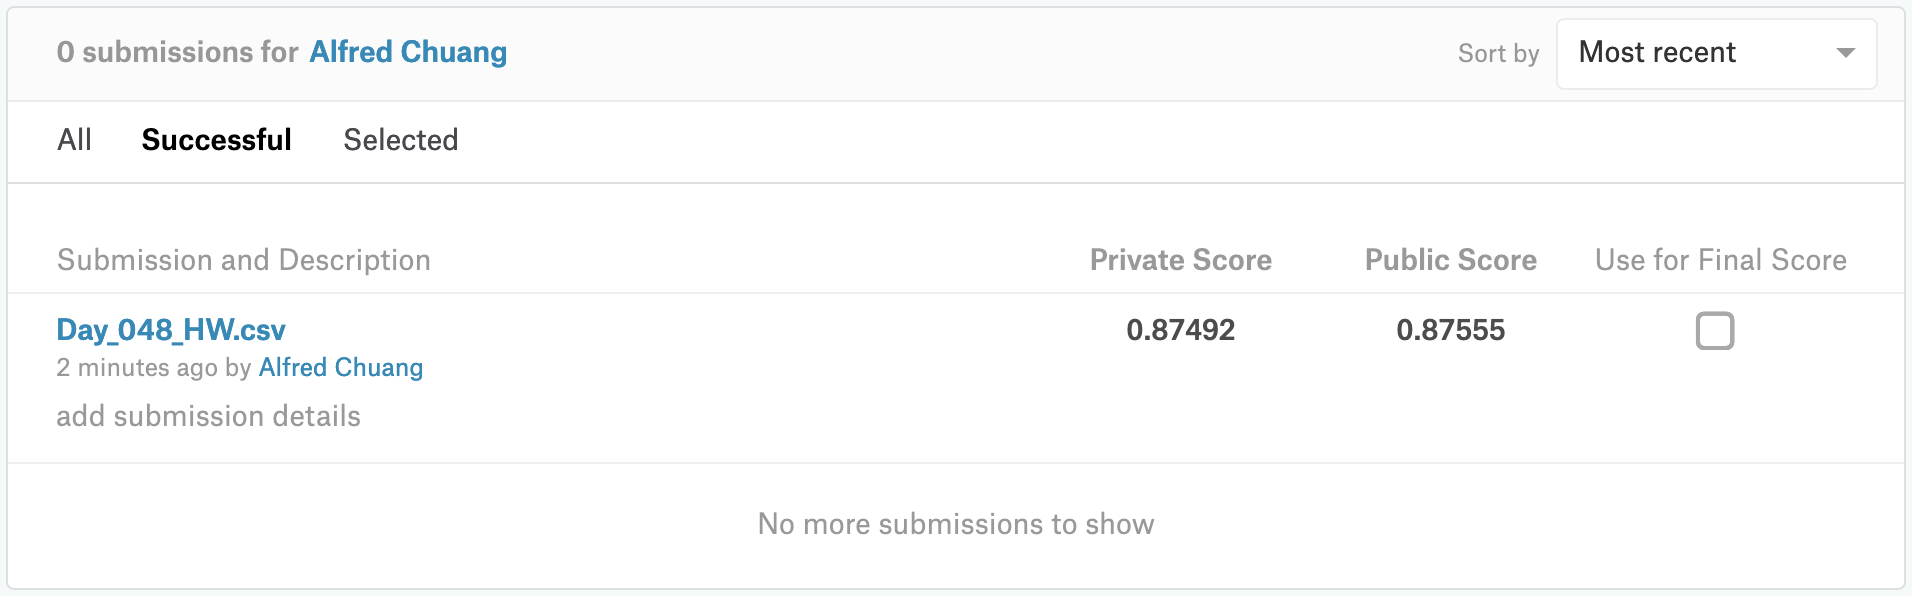 0 submissions for Alfred Chuang Sort by Most recent
All Successful Selected
Submission and Description Private Score Public Score Use for Final Score
Day_048_HW.csv 0.87492 0.87555
2 minutes ago by Alfred Chuang
add submission details
No more submissions to show